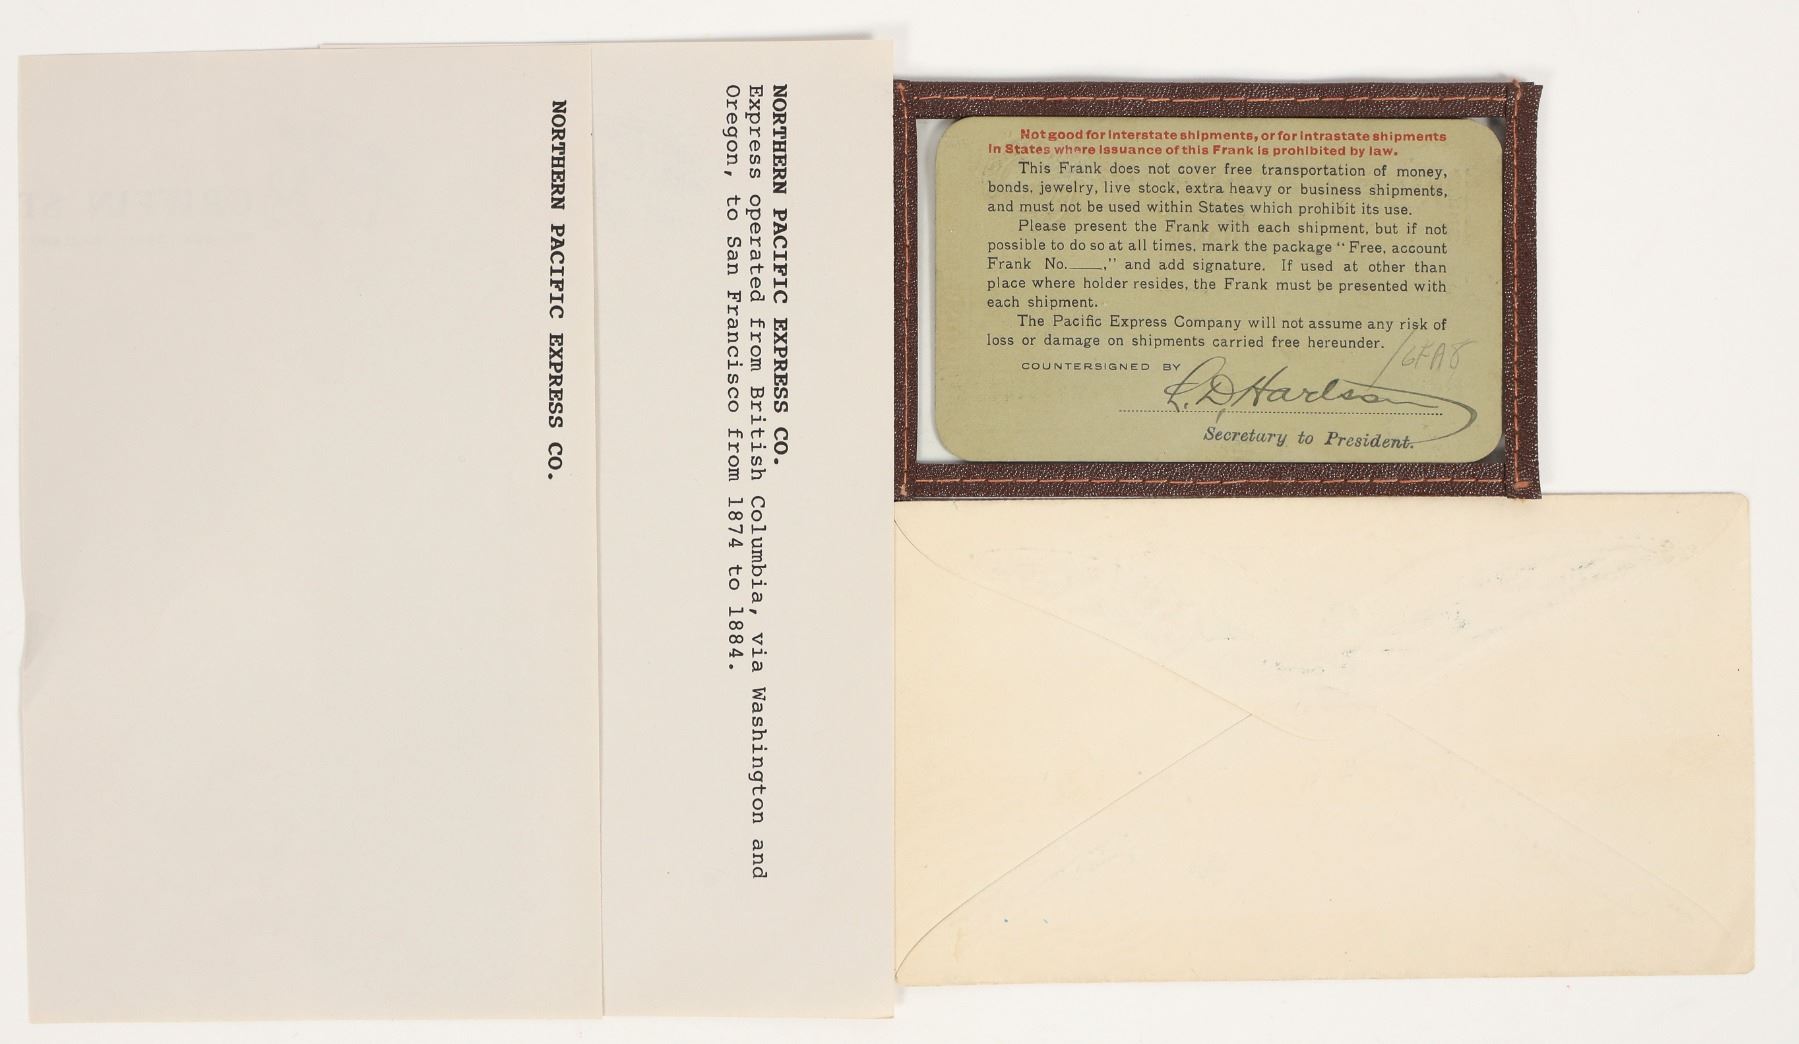 NORTHERN PACIFIC EXPRESS CO.
NORTHERN PACIFIC EXPRESS CO.
Express operated from British Columbia, via Washington and
Oregon, to San Francisco from 1874 to 1884.
Not good for interstate shipments, or for intrastate shipments
in States where issuance of this Frank is prohibited by law.
This Frank does not cover free transportation of money,
bonds, jewelry, live stock, extra heavy or business shipments,
and must not be used within States which prohibit its use.
Please present the Frank with each shipment, but if not
possible to do so at all times, mark the package "Free, account
Frank No.____," and add signature. If used at other than
place where holder resides, the Frank must be presented with
each shipment.
The Pacific Express Company will not assume any risk of
loss or damage on shipments carried free hereunder.
COUNTERSIGNED BY
Secretary to President.